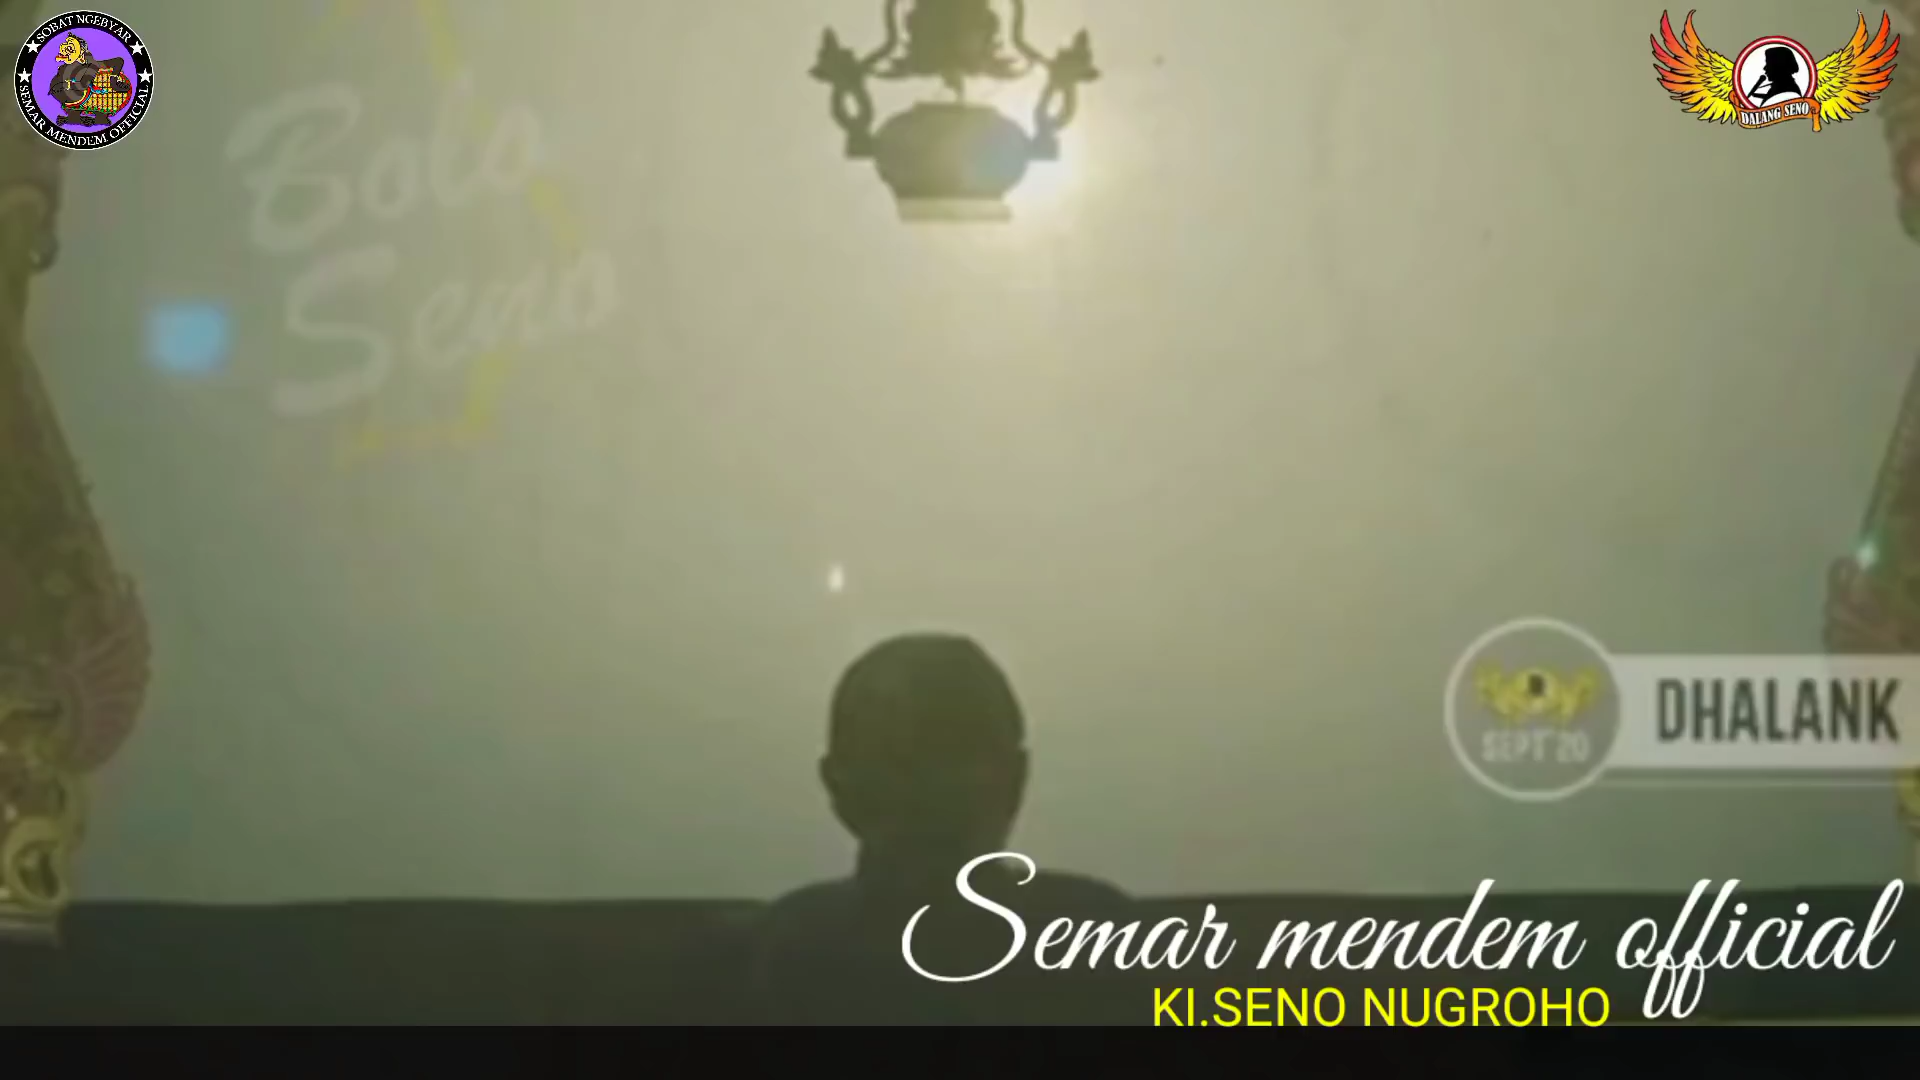 SOBAT NGEBYAR
SEMAR MENDEM OFFICIAL
DALANG SENO
Bolo
Seno
SEPT '20
DHALANK
Semar mendem official
KI.SENO NUGROHO